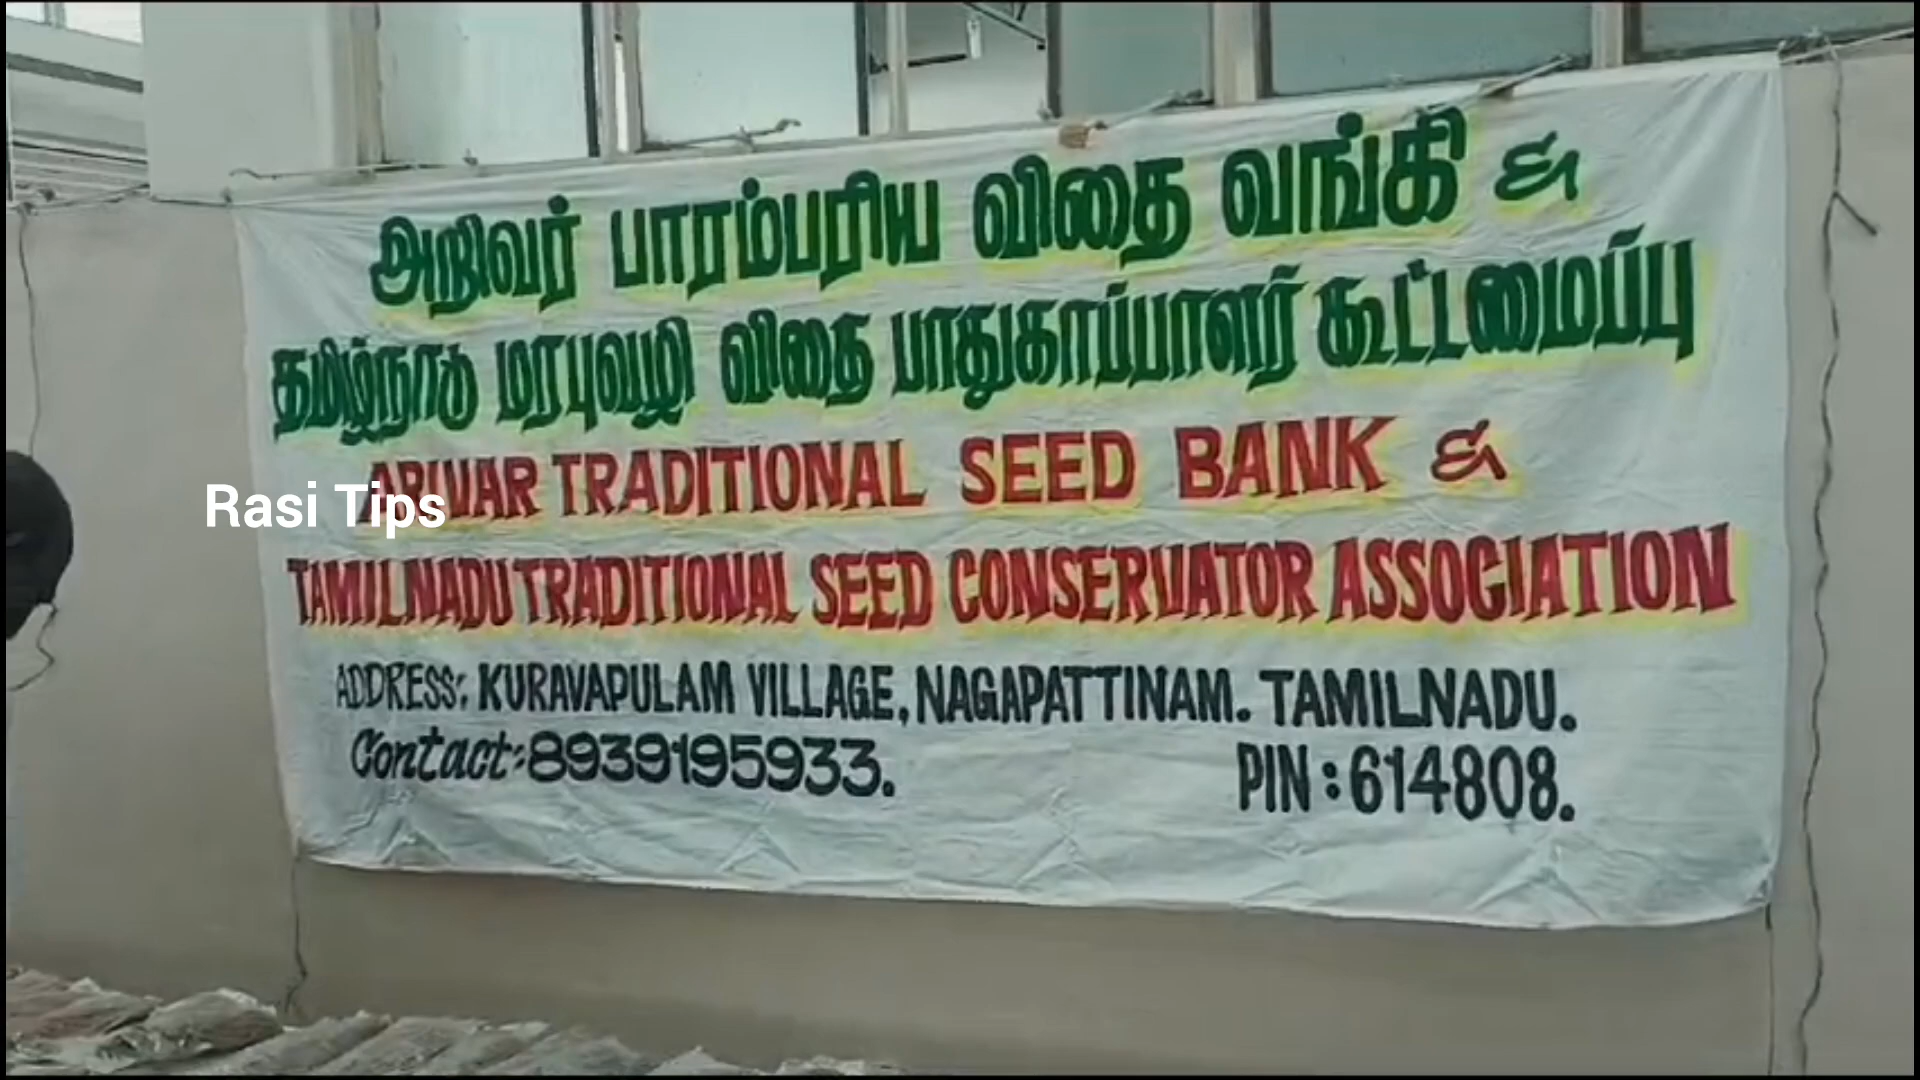 அறிவர் பாரம்பரிய விதை வங்கி &
தமிழ்நாடு மரபுவழி விதை பாதுகாப்பாளர் கூட்டமைப்பு
ARIVAR TRADITIONAL SEED BANK &
Rasi Tips
TAMILNADU TRADITIONAL SEED CONSERVATOR ASSOCIATION
ADDRESS: KURAVAPULAM VILLAGE, NAGAPATTINAM. TAMILNADU.
Contact:-8939195933. PIN:614808.